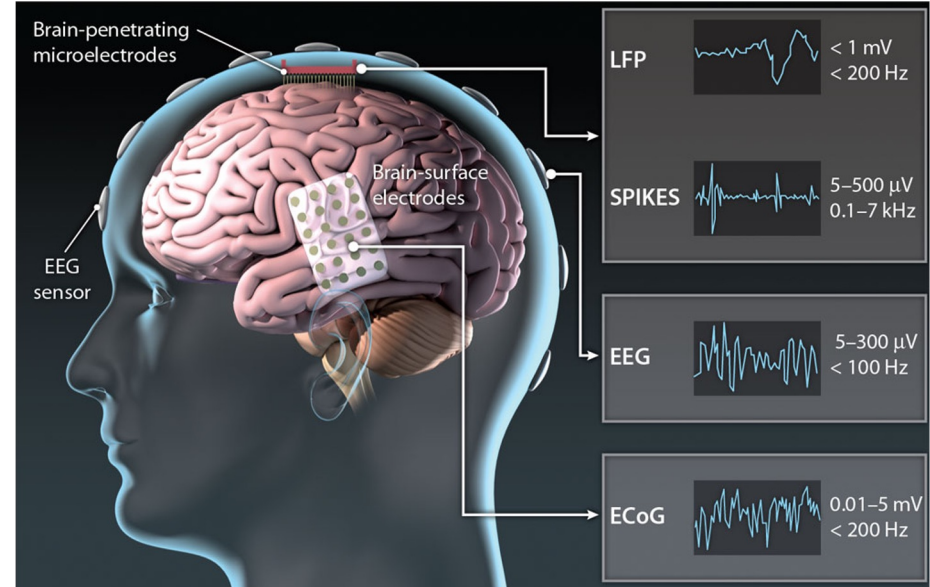 Brain-penetrating
microelectrodes
Brain-surface
electrodes
EEG
sensor
LFP
< 1 mV
< 200 Hz
SPIKES
5–500 μV
0.1–7 kHz
EEG
5–300 μV
< 100 Hz
ECoG
0.01–5 mV
< 200 Hz